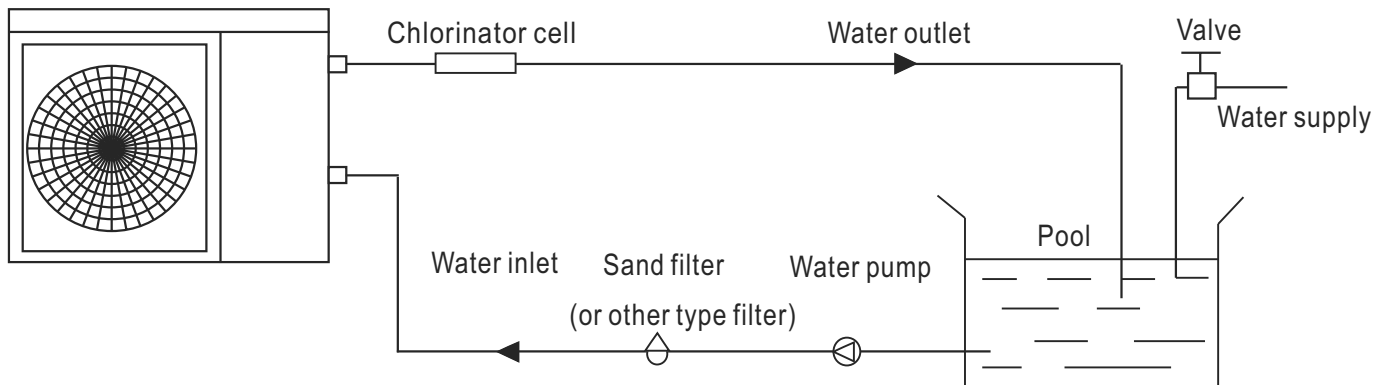 Chlorinator cell
Water outlet
Valve
Water supply
Pool
Water inlet
Sand filter
(or other type filter)
Water pump